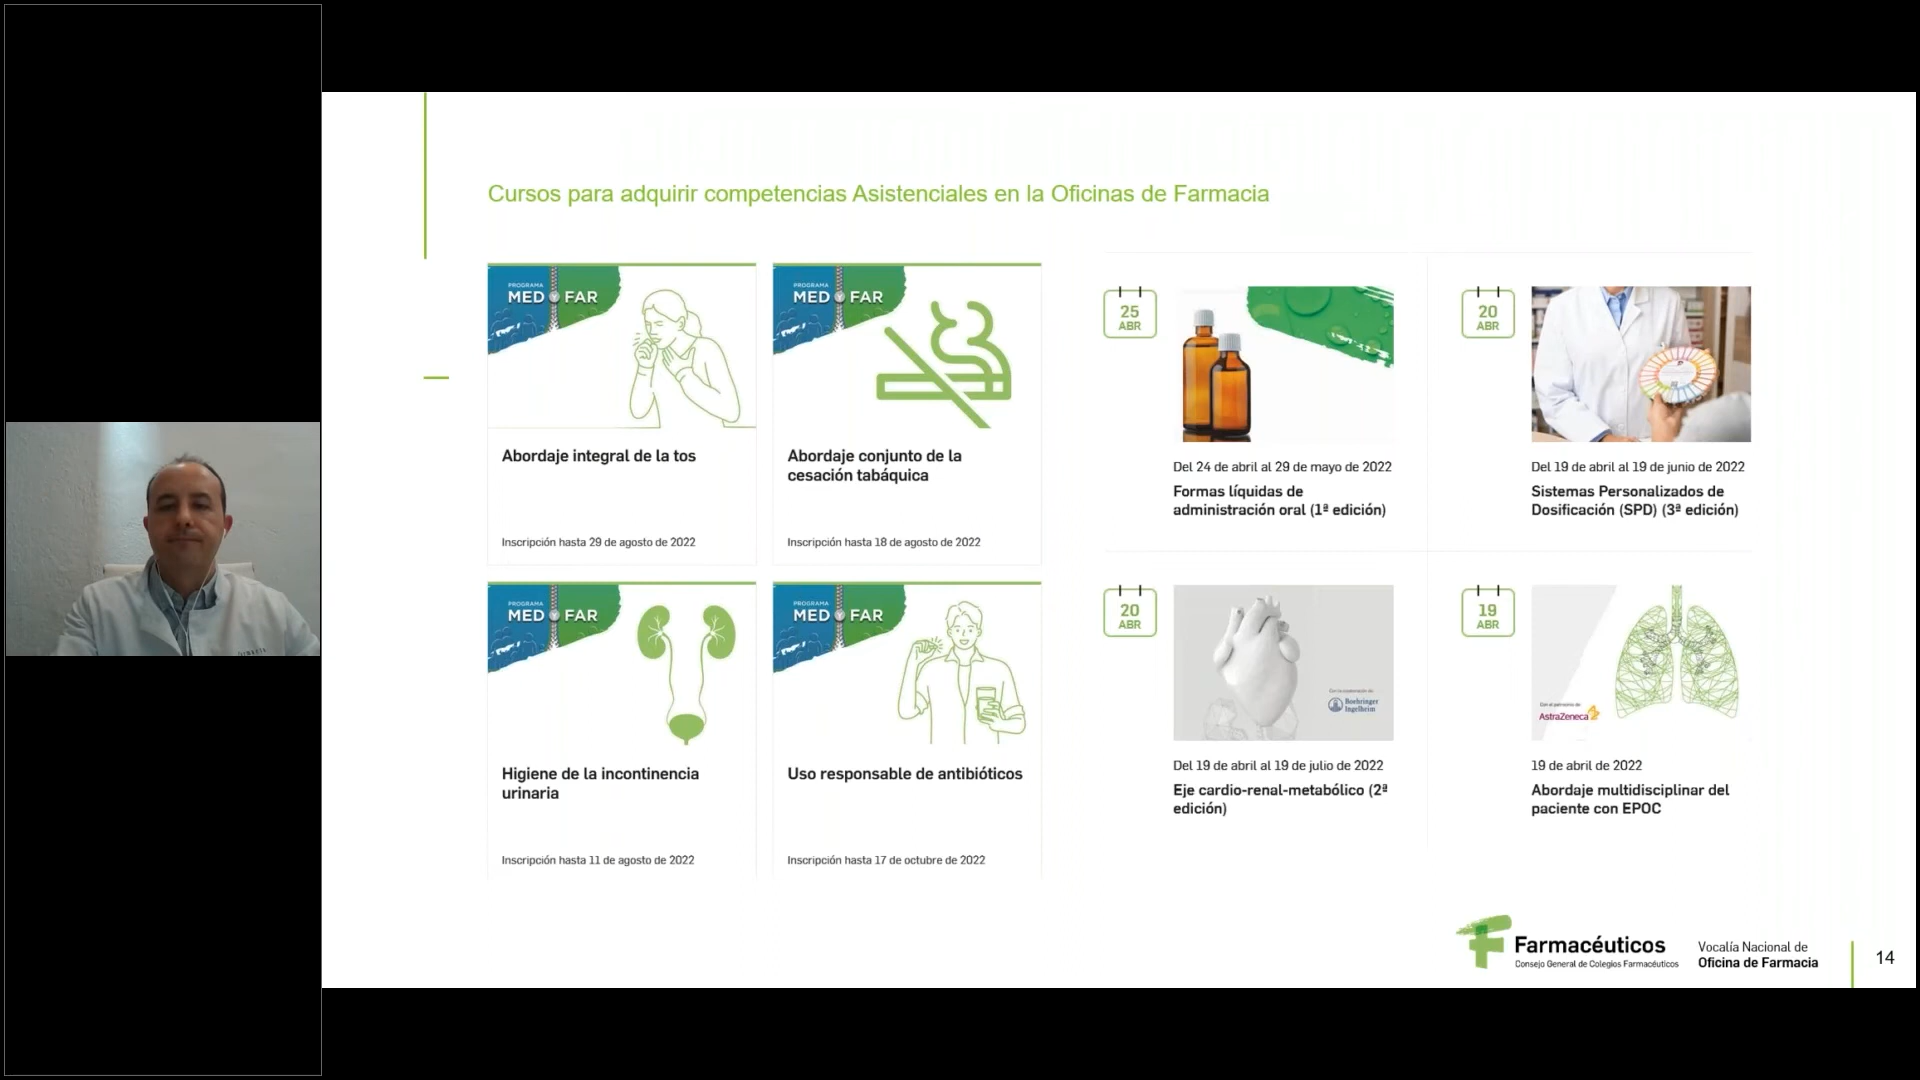 Cursos para adquirir competencias Asistenciales en la Oficinas de Farmacia
PROGRAMA
MED Y FAR
Abordaje integral de la tos
Inscripción hasta 29 de agosto de 2022
PROGRAMA
MED Y FAR
Abordaje conjunto de la
cesación tabáquica
Inscripción hasta 18 de agosto de 2022
PROGRAMA
MED Y FAR
Higiene de la incontinencia
urinaria
Inscripción hasta 11 de agosto de 2022
PROGRAMA
MED Y FAR
Uso responsable de antibióticos
Inscripción hasta 17 de octubre de 2022
25
ABR
Del 24 de abril al 29 de mayo de 2022
Formas líquidas de
administración oral (1ª edición)
20
ABR
Del 19 de abril al 19 de junio de 2022
Sistemas Personalizados de
Dosificación (SPD) (3ª edición)
20
ABR
Con la colaboración de
Boehringer
Ingelheim
Del 19 de abril al 19 de julio de 2022
Eje cardio-renal-metabólico (2ª
edición)
19
ABR
Con el patrocinio de
AstraZeneca
19 de abril de 2022
Abordaje multidisciplinar del
paciente con EPOC
Farmacéuticos
Consejo General de Colegios Farmacéuticos
Vocalía Nacional de
Oficina de Farmacia
14